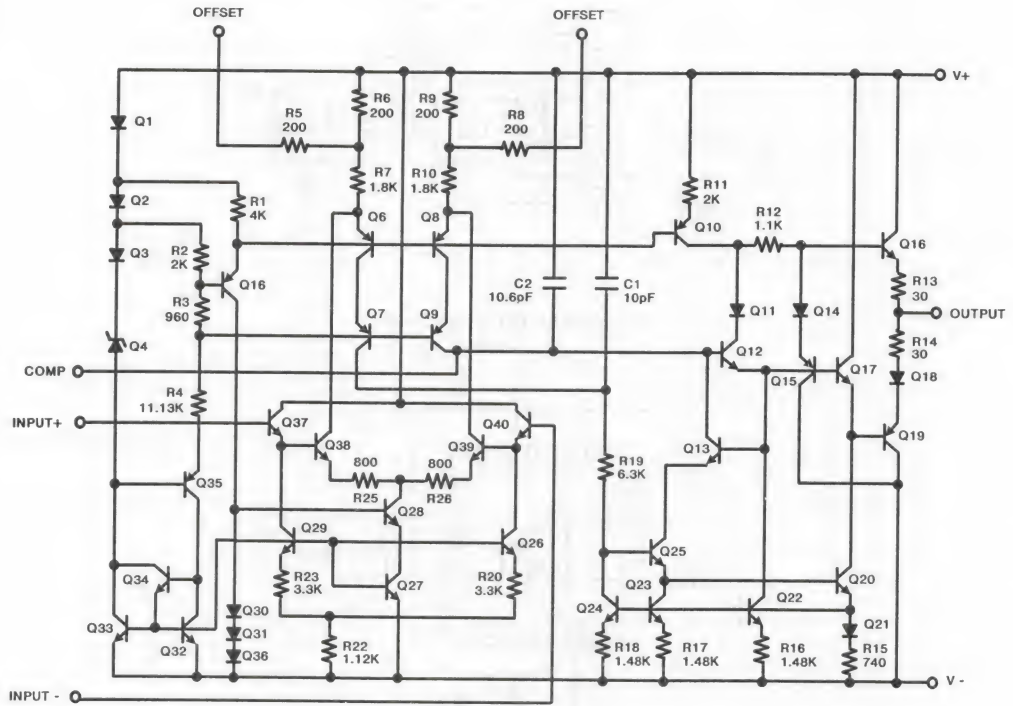 OFFSET
OFFSET
V+
R6
200
R9
200
R5
200
R8
200
Q1
R7
1.8K
R10
1.8K
R11
2K
Q2
R1
4K
R12
1.1K
Q6
Q8
Q10
Q16
Q3
R2
2K
Q16
R13
30
C2
10.6pF
C1
10pF
R3
960
Q11
Q14
OUTPUT
Q7
Q9
R14
30
Q4
Q12
Q15
Q17
Q18
COMP
R4
11.13K
INPUT+
Q37
Q38
Q39
Q40
Q13
Q19
800
800
R25
R26
R19
6.3K
Q35
Q28
Q29
Q26
Q25
Q34
R23
3.3K
Q27
R20
3.3K
Q23
Q20
Q24
Q22
Q30
Q21
Q33
Q32
Q31
R22
1.12K
R18
1.48K
R17
1.48K
R16
1.48K
R15
740
Q36
INPUT -
V -